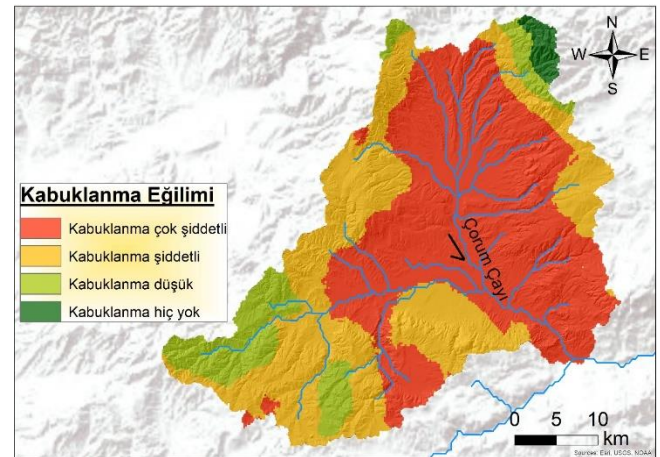 N
W E
S
Kabuklanma Eğilimi
Kabuklanma çok şiddetli
Kabuklanma şiddetli
Kabuklanma düşük
Kabuklanma hiç yok
Çorum Çayı
0 5 10
km
Sources: Esri, USGS, NOAA